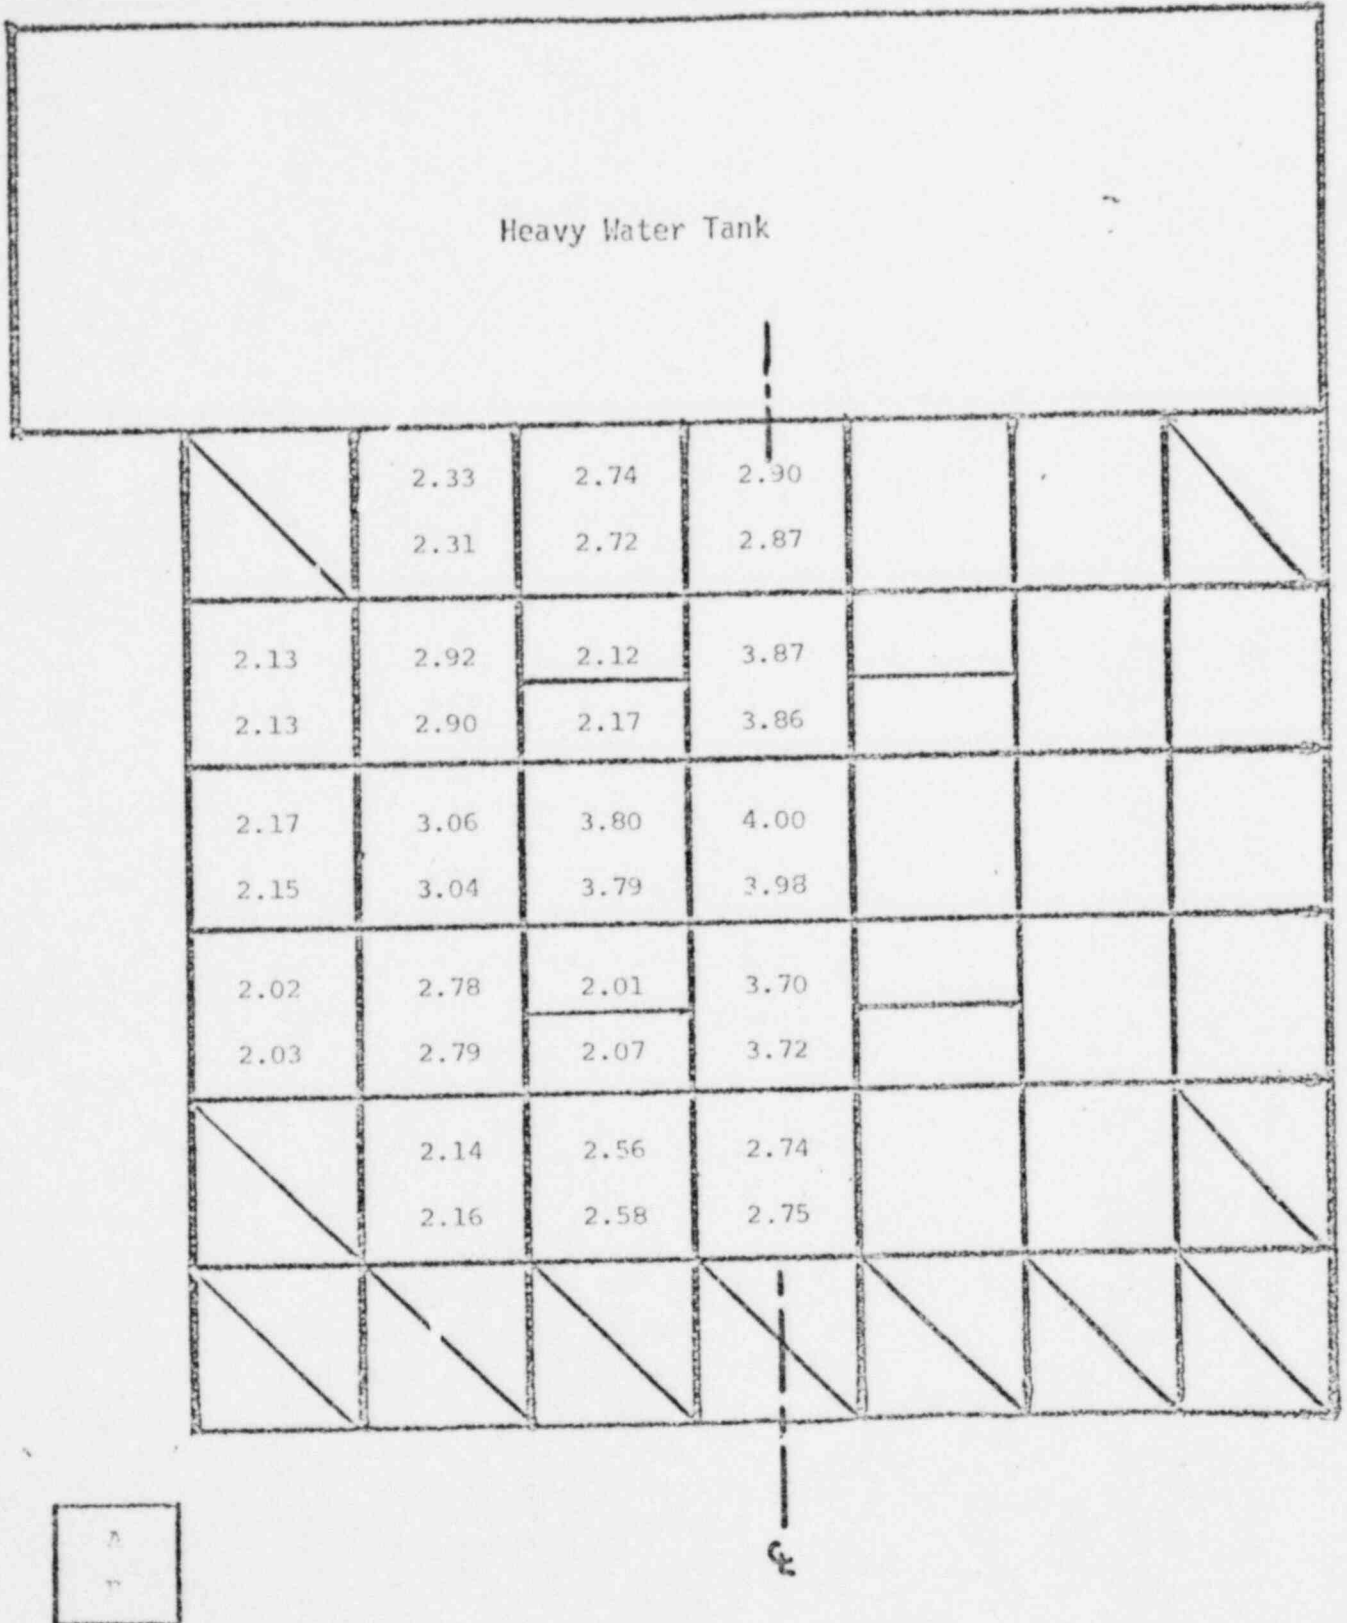 Heavy Water Tank
2.33 2.74 2.90
2.31 2.72 2.87
2.13 2.92 2.12 3.87
2.13 2.90 2.17 3.86
2.17 3.06 3.80 4.00
2.15 3.04 3.79 3.98
2.02 2.78 2.01 3.70
2.03 2.79 2.07 3.72
2.14 2.56 2.74
2.16 2.58 2.75
℄